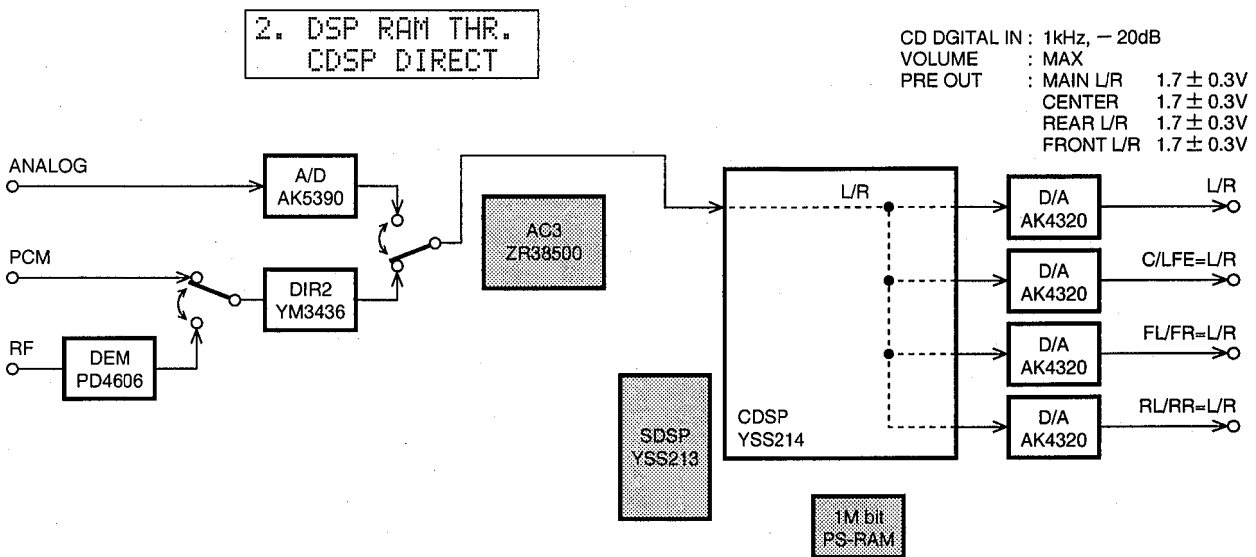 2. DSP RAM THR.
CDSP DIRECT
CD DGITAL IN : 1kHz, − 20dB
VOLUME : MAX
PRE OUT : MAIN L/R 1.7 ± 0.3V
CENTER 1.7 ± 0.3V
REAR L/R 1.7 ± 0.3V
FRONT L/R 1.7 ± 0.3V
ANALOG
A/D
AK5390
PCM
DIR2
YM3436
RF
DEM
PD4606
AC3
ZR38500
SDSP
YSS213
L/R
CDSP
YSS214
1M bit
PS-RAM
D/A
AK4320
L/R
D/A
AK4320
C/LFE=L/R
D/A
AK4320
FL/FR=L/R
D/A
AK4320
RL/RR=L/R